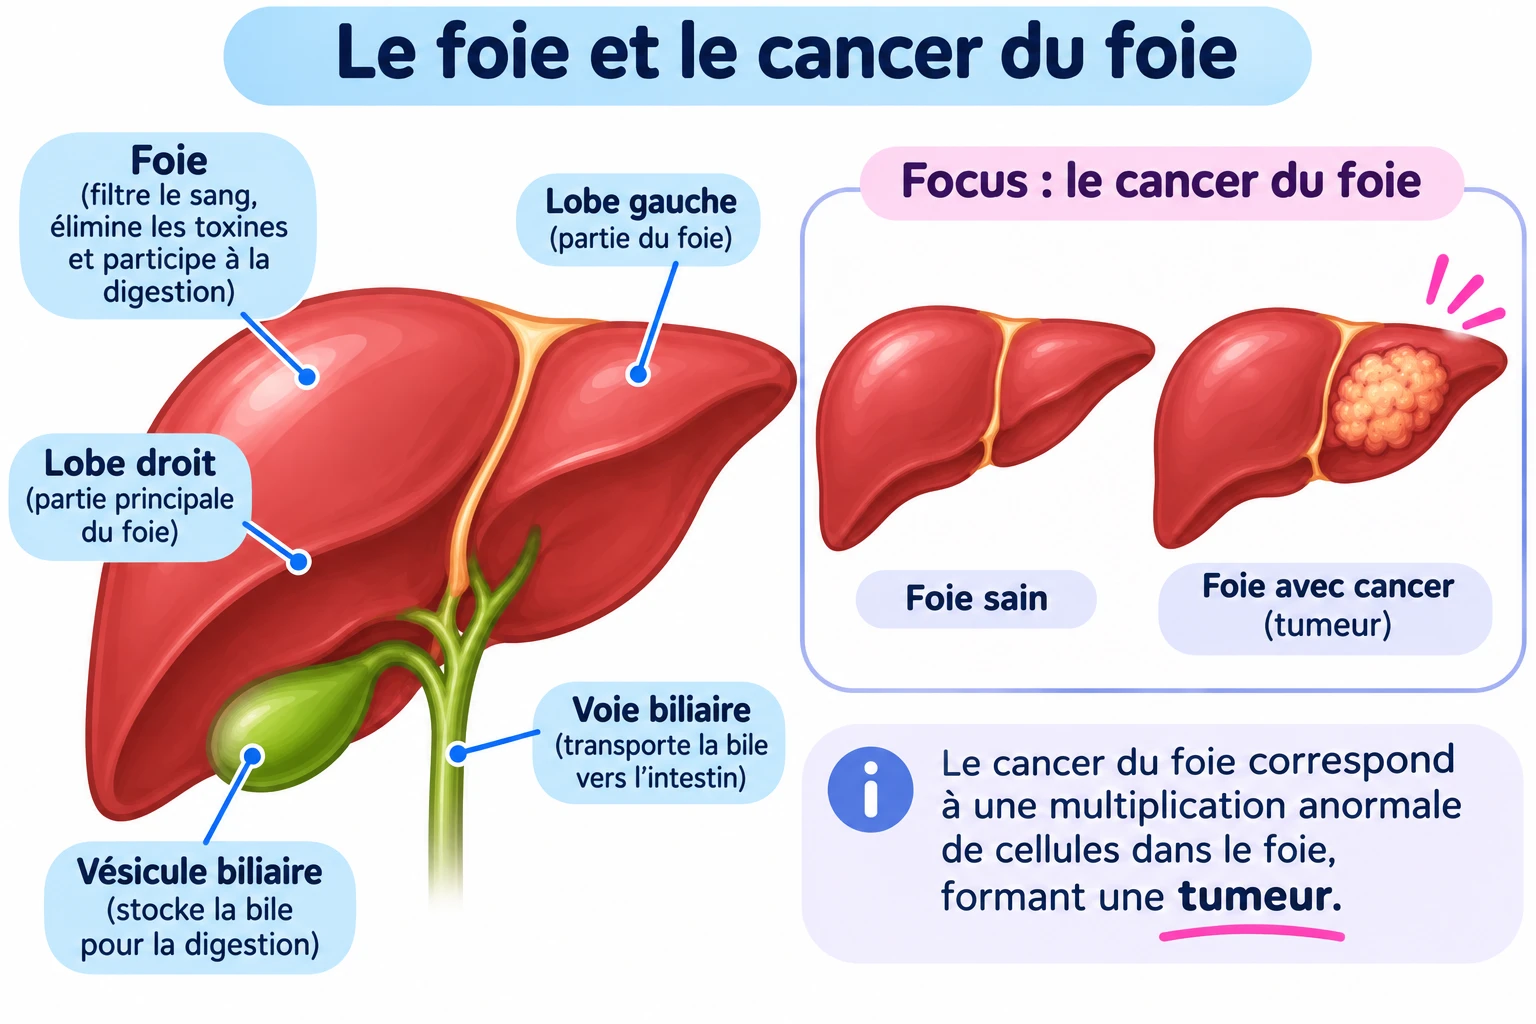 Le foie et le cancer du foie
Foie
(filtre le sang,
élimine les toxines
et participe à la
digestion)
Lobe gauche
(partie du foie)
Lobe droit
(partie principale
du foie)
Voie biliaire
(transporte la bile
vers l'intestin)
Vésicule biliaire
(stocke la bile
pour la digestion)
Focus : le cancer du foie
Foie sain
Foie avec cancer
(tumeur)
i
Le cancer du foie correspond
à une multiplication anormale
de cellules dans le foie,
formant une tumeur.